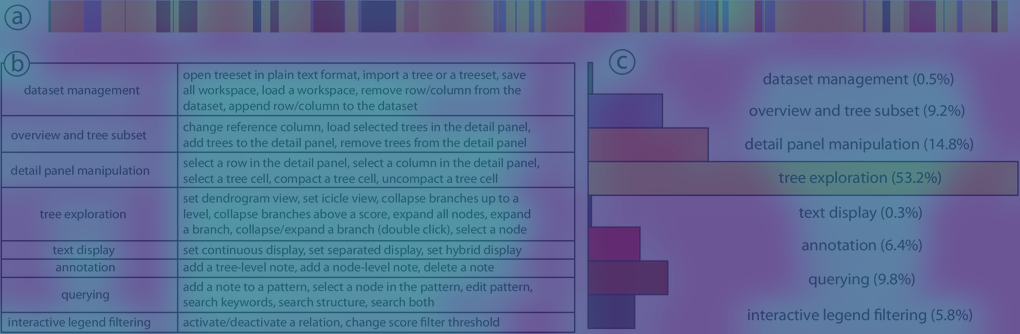 a
b
dataset management
open treeset in plain text format, import a tree or a treeset, save
all workspace, load a workspace, remove row/column from the
dataset, append row/column to the dataset
overview and tree subset
change reference column, load selected trees in the detail panel,
add trees to the detail panel, remove trees from the detail panel
detail panel manipulation
select a row in the detail panel, select a column in the detail panel,
select a tree cell, compact a tree cell, uncompact a tree cell
tree exploration
set dendrogram view, set icicle view, collapse branches up to a
level, collapse branches above a score, expand all nodes, expand
a branch, collapse/expand a branch (double click), select a node
text display
set continuous display, set separated display, set hybrid display
annotation
add a tree-level note, add a node-level note, delete a note
querying
add a note to a pattern, select a node in the pattern, edit pattern,
search keywords, search structure, search both
interactive legend filtering
activate/deactivate a relation, change score filter threshold
c
dataset management (0.5%)
overview and tree subset (9.2%)
detail panel manipulation (14.8%)
tree exploration (53.2%)
text display (0.3%)
annotation (6.4%)
querying (9.8%)
interactive legend filtering (5.8%)